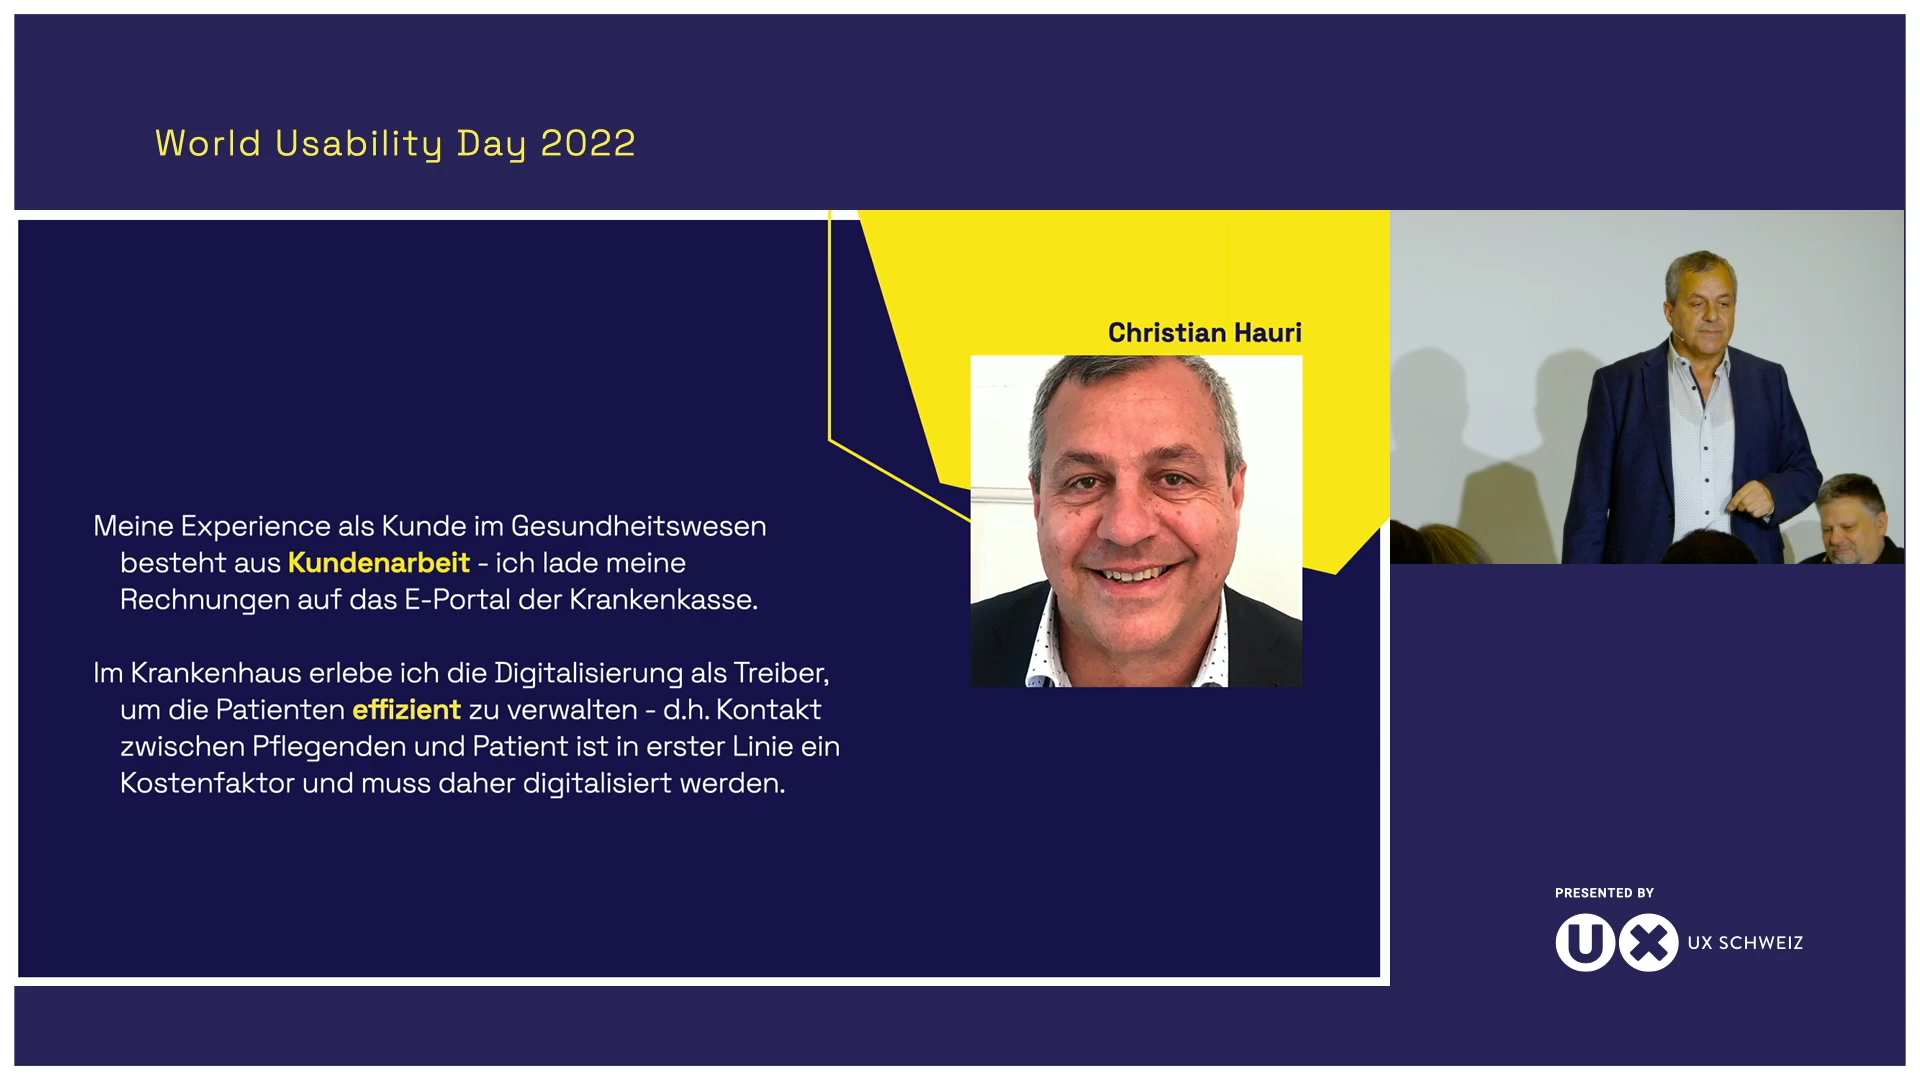 World Usability Day 2022
Christian Hauri
Meine Experience als Kunde im Gesundheitswesen
besteht aus Kundenarbeit - ich lade meine
Rechnungen auf das E-Portal der Krankenkasse.
Im Krankenhaus erlebe ich die Digitalisierung als Treiber,
um die Patienten effizient zu verwalten - d.h. Kontakt
zwischen Pflegenden und Patient ist in erster Linie ein
Kostenfaktor und muss daher digitalisiert werden.
PRESENTED BY
UX UX SCHWEIZ